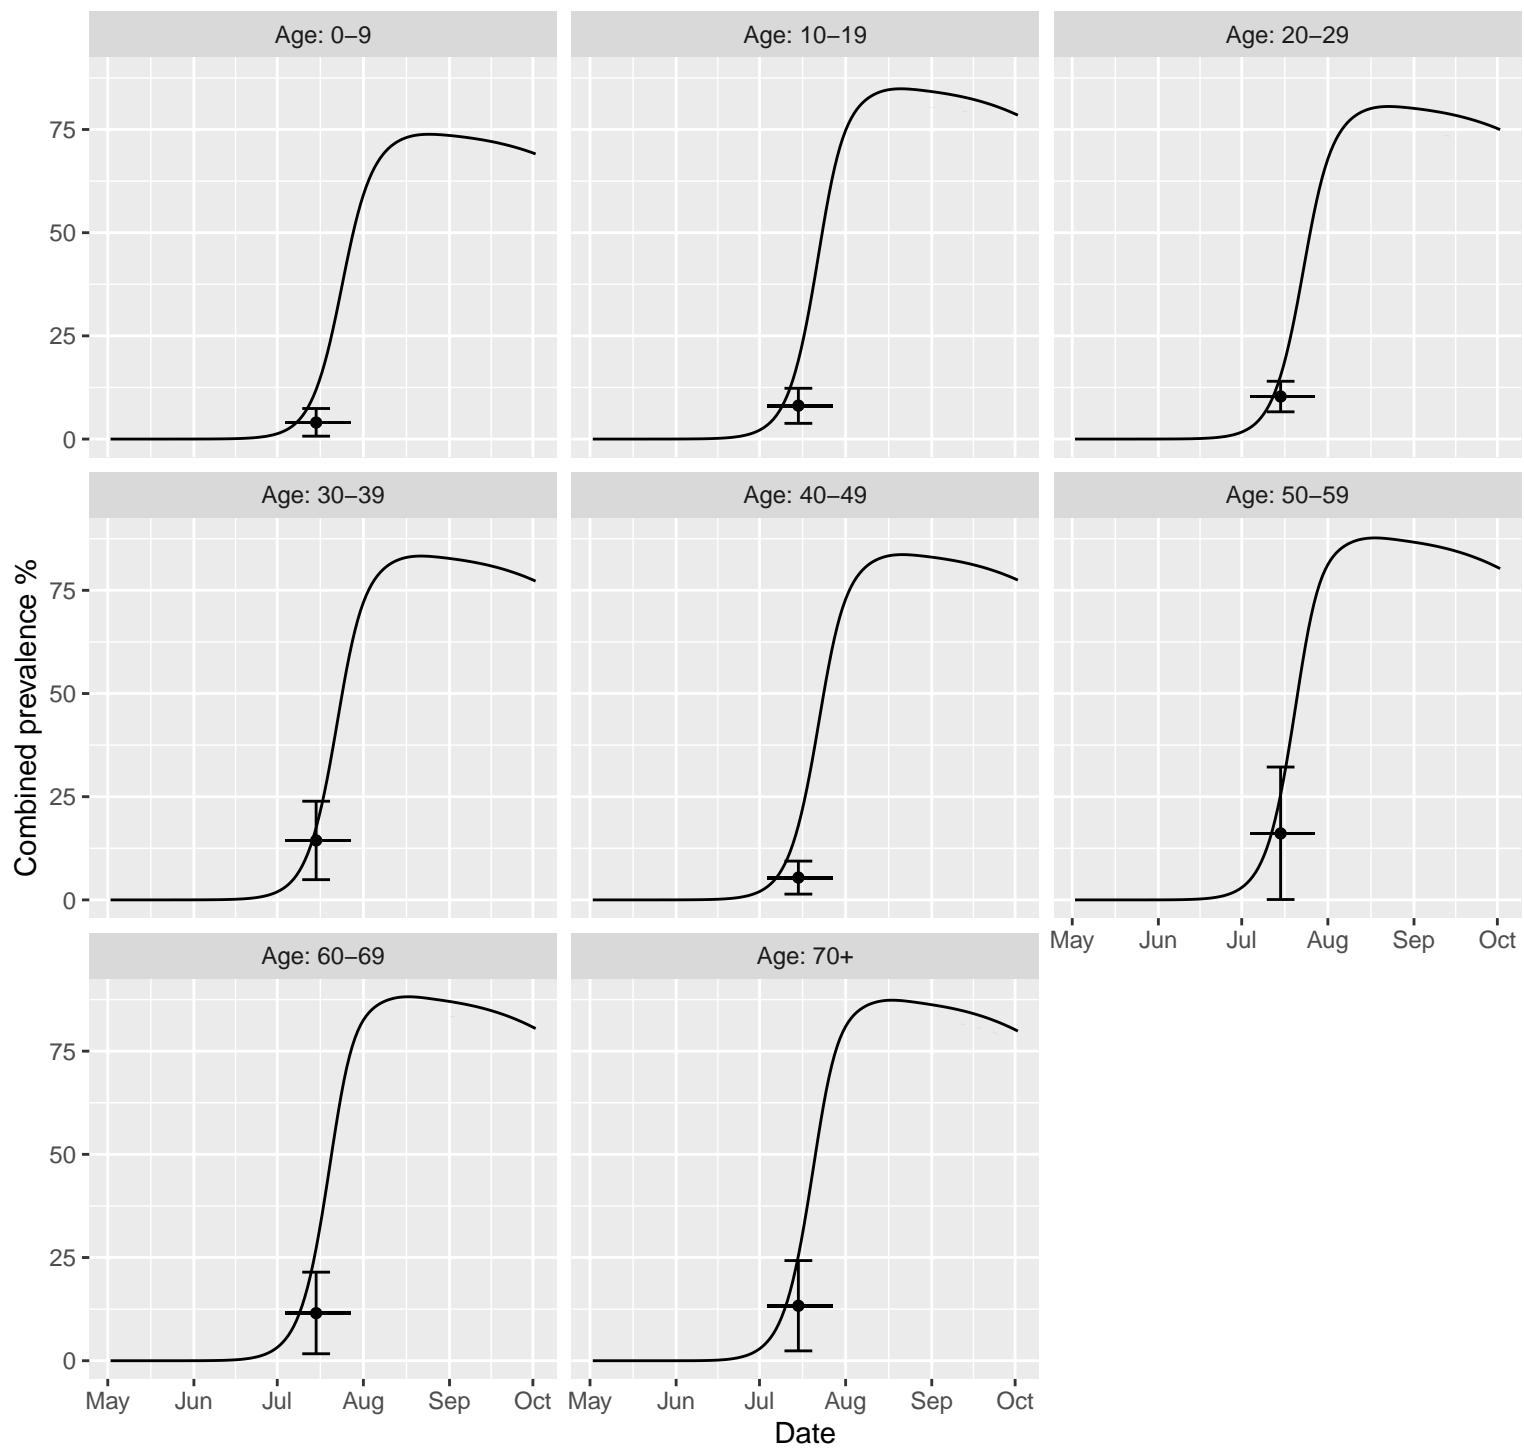 Age: 0–9
Age: 10–19
Age: 20–29
75
50
25
0
Age: 30–39
Age: 40–49
Age: 50–59
75
50
25
0
May Jun Jul Aug Sep Oct
Age: 60–69
Age: 70+
75
50
25
0
May Jun Jul Aug Sep Oct
May Jun Jul Aug Sep Oct
Date
Combined prevalence %